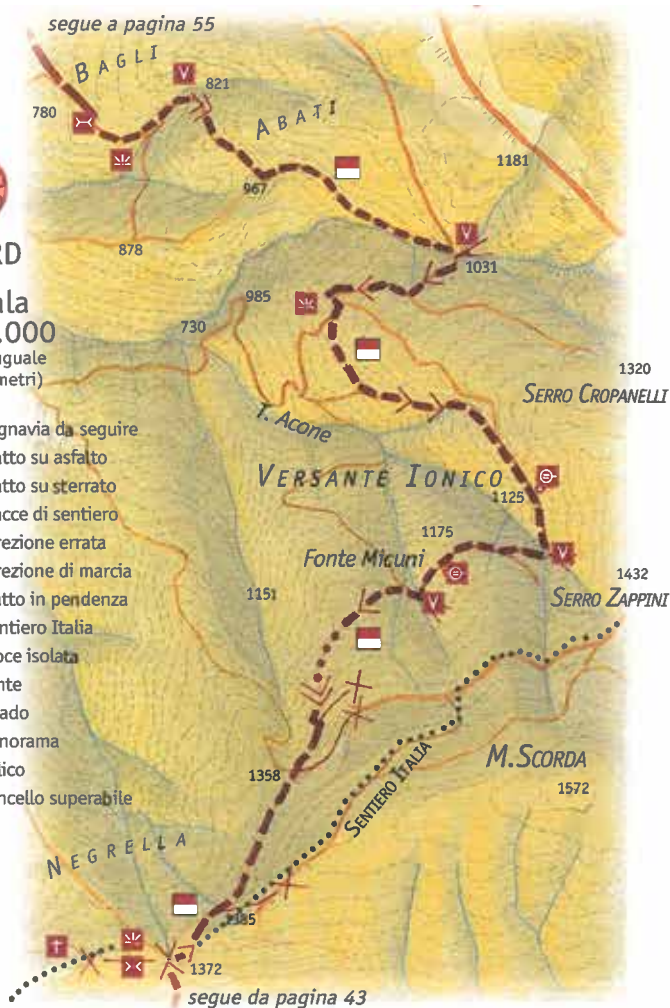 segue a pagina 55
BAGLI
821
780
ABATI
V
1181
967
878
V
1031
RD
ala
.000
985
730
uguale
metri)
1320
SERRO CROPANELLI
gnavia da seguire
T. Acone
atto su asfalto
VERSANTE IONICO
atto su sterrato
1125
acce di sentiero
1175
rezione errata
Fonte Micuni
V
rezione di marcia
1432
1151
SERRO ZAPPINI
atto in pendenza
V
ntiero Italia
oce isolata
nte
ado
norama
M.SCORDA
lico
1358
SENTIERO ITALIA
1572
ncello superabile
NEGRELLA
1372
segue da pagina 43